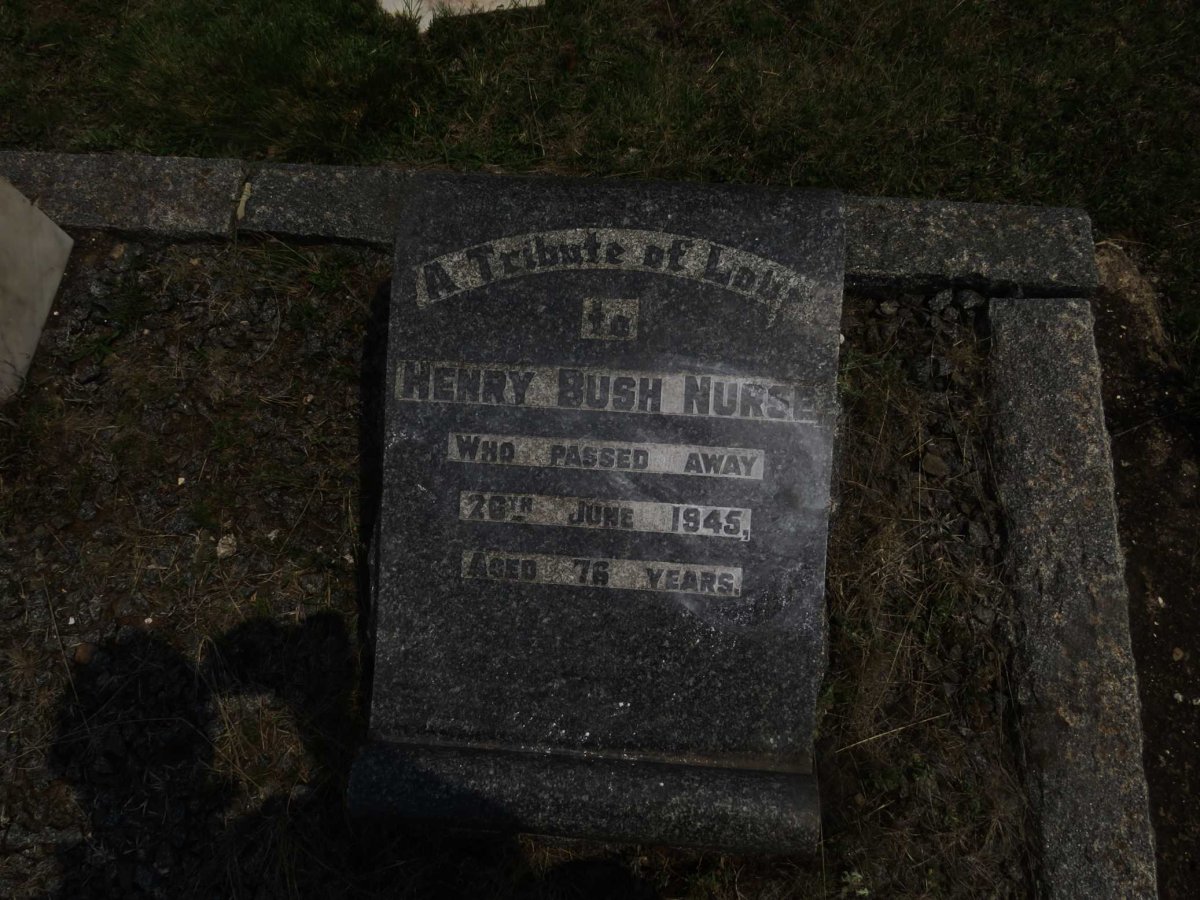 A Tribute of Love
to
HENRY BUSH NURSE
WHO PASSED AWAY
26TH JUNE 1945,
AGED 76 YEARS.